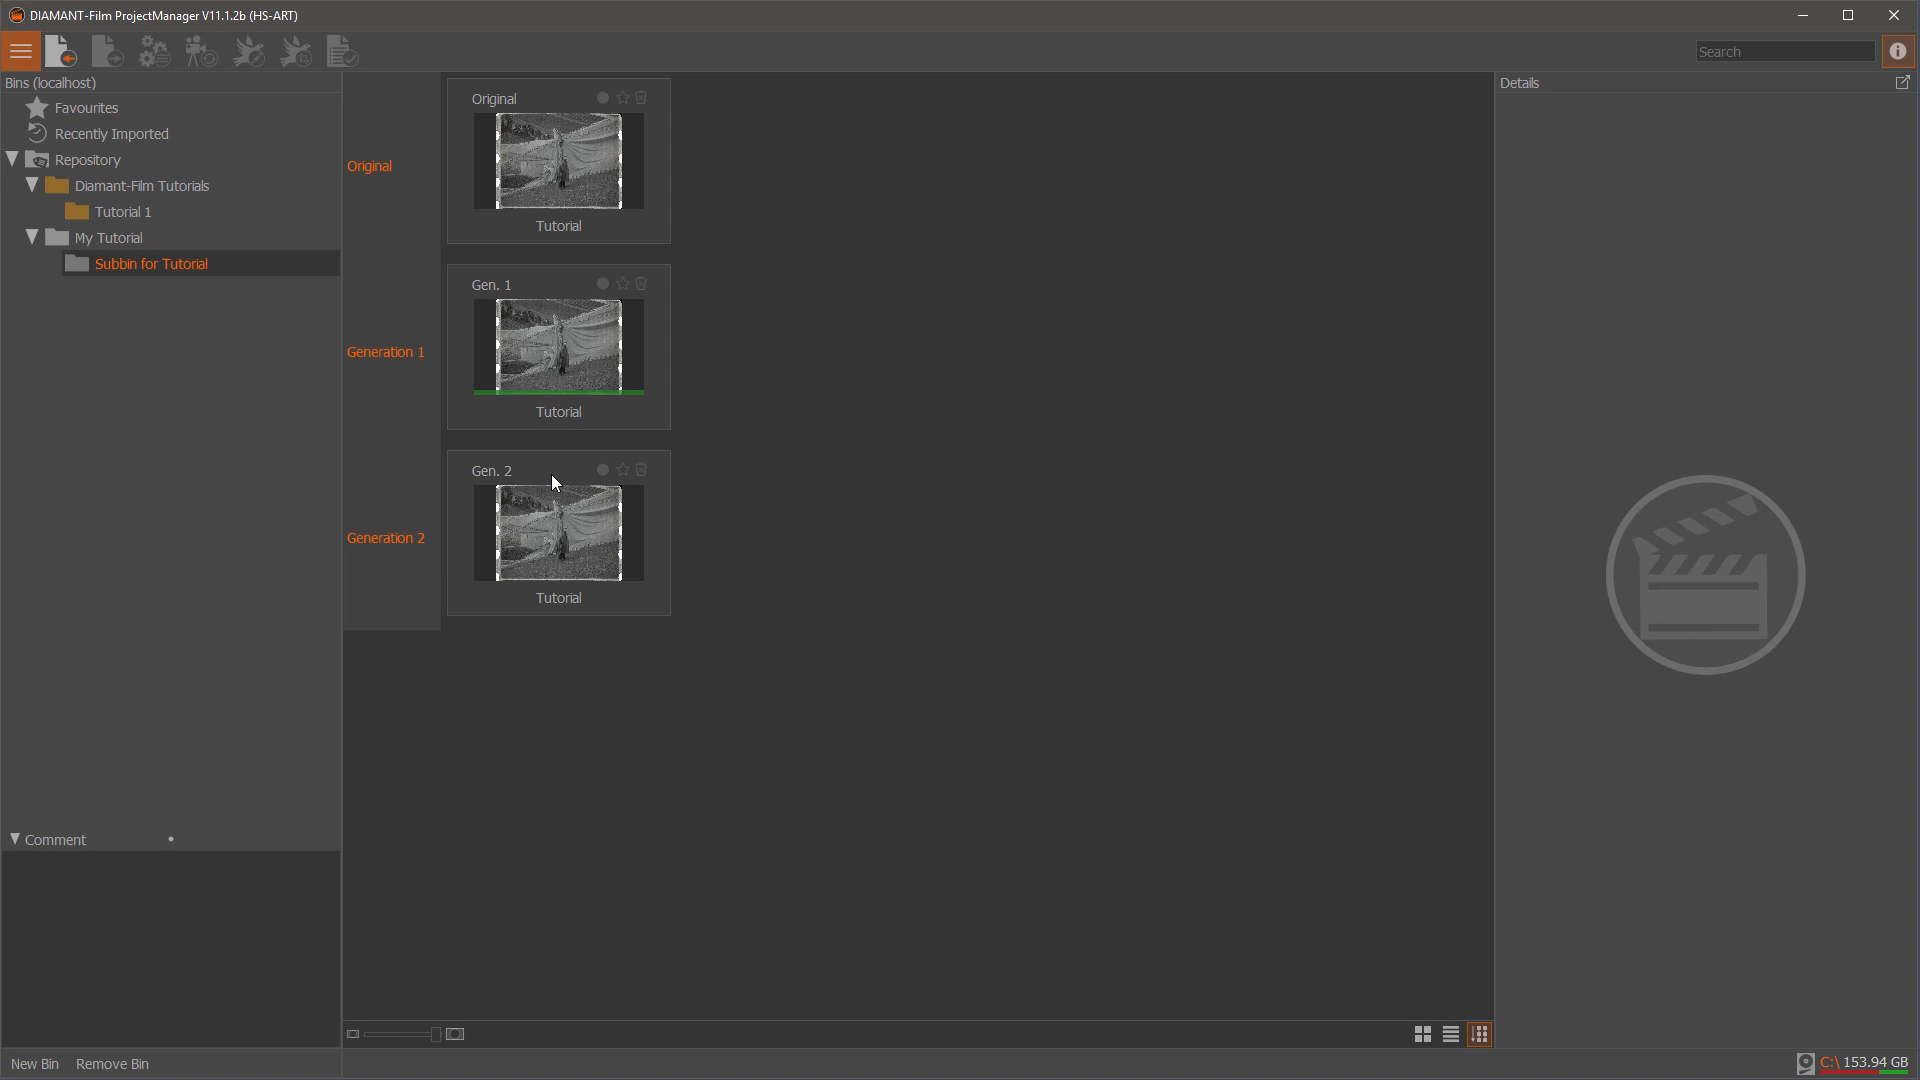 DIAMANT-Film ProjectManager V11.1.2b (HS-ART)
Search
Bins (localhost)
Favourites
Recently Imported
Repository
Diamant-Film Tutorials
Tutorial 1
My Tutorial
Subbin for Tutorial
Comment
New Bin Remove Bin
Original
Original
Tutorial
Generation 1
Gen. 1
Tutorial
Generation 2
Gen. 2
Tutorial
Details
C:\ 153.94 GB